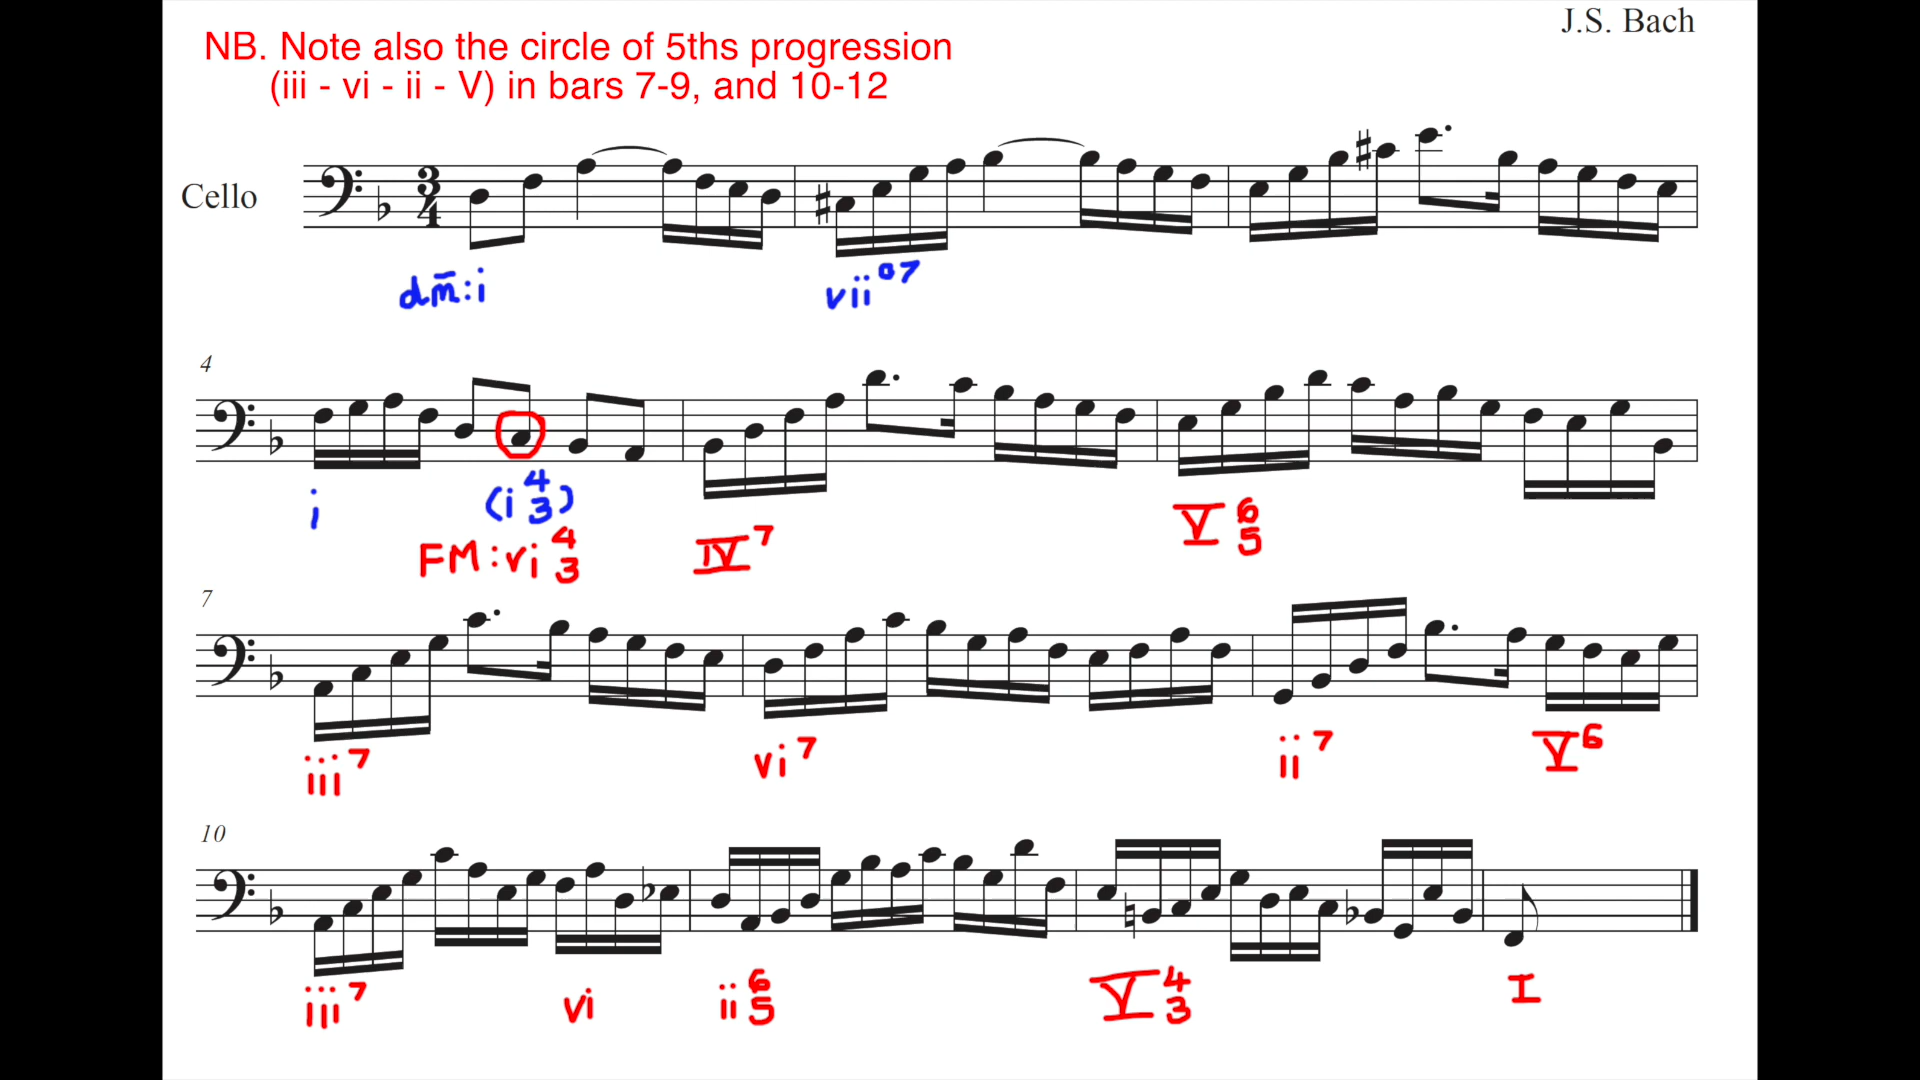 J.S. Bach
NB. Note also the circle of 5ths progression
(iii - vi - ii - V) in bars 7-9, and 10-12
Cello
3
4
dm̄:i vii°7
4
i (i 4 3)
FM:vi 4 3 IV7 V 6 5
7
iii7 vi7 ii7 V6
10
iii7 vi ii 6 5 V 4 3 I